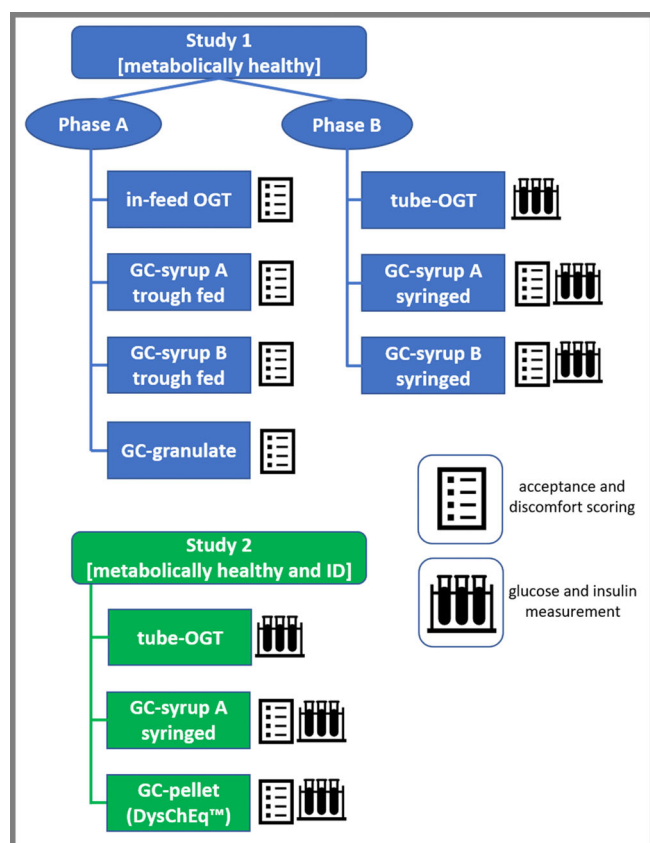 Study 1
[metabolically healthy]
Phase A
Phase B
in-feed OGT
GC-syrup A
trough fed
GC-syrup B
trough fed
GC-granulate
tube-OGT
GC-syrup A
syringed
GC-syrup B
syringed
acceptance and
discomfort scoring
glucose and insulin
measurement
Study 2
[metabolically healthy and ID]
tube-OGT
GC-syrup A
syringed
GC-pellet
(DysChEq™)